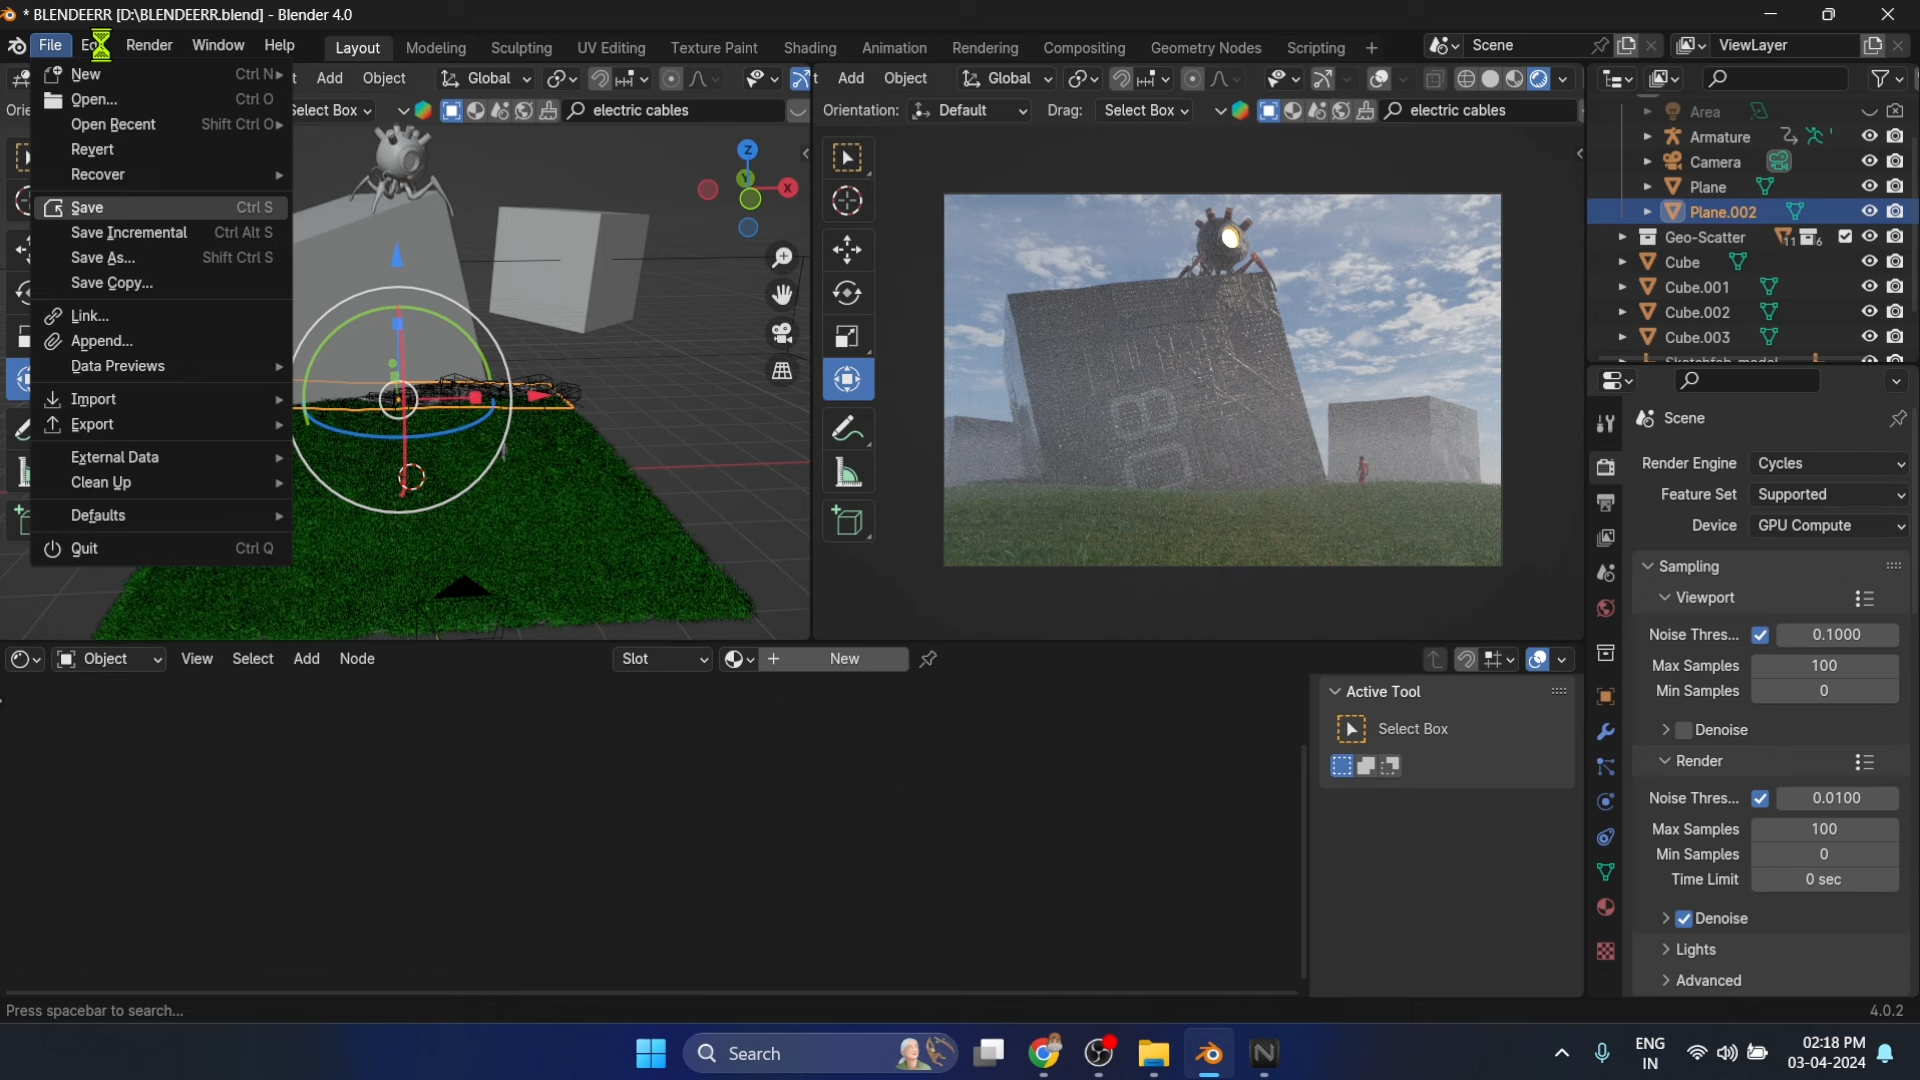 * BLENDEERR [D:\BLENDEERR.blend] - Blender 4.0
File Render Window Help Layout Modeling Sculpting UV Editing Texture Paint Shading Animation Rendering Compositing Geometry Nodes Scripting + Scene ViewLayer
New Ctrl N
Open... Ctrl O
Open Recent Shift Ctrl O
Revert
Recover
Save Ctrl S
Save Incremental Ctrl Alt S
Save As... Shift Ctrl S
Save Copy...
Link...
Append...
Data Previews
Import
Export
External Data
Clean Up
Defaults
Quit Ctrl Q
Add Object Global
Select Box electric cables
Z
Y
X
Add Object Global
Orientation: Default Drag: Select Box electric cables
Area
Armature
Camera
Plane
Plane.002
Geo-Scatter 11 6
Cube
Cube.001
Cube.002
Cube.003
Sketchfab_model
Scene
Render Engine Cycles
Feature Set Supported
Device GPU Compute
Sampling
Viewport
Noise Thres... 0.1000
Max Samples 100
Min Samples 0
Denoise
Render
Noise Thres... 0.0100
Max Samples 100
Min Samples 0
Time Limit 0 sec
Denoise
Lights
Advanced
Object View Select Add Node Slot New
Active Tool
Select Box
Press spacebar to search... 4.0.2
Search
ENG
IN
02:18 PM
03-04-2024